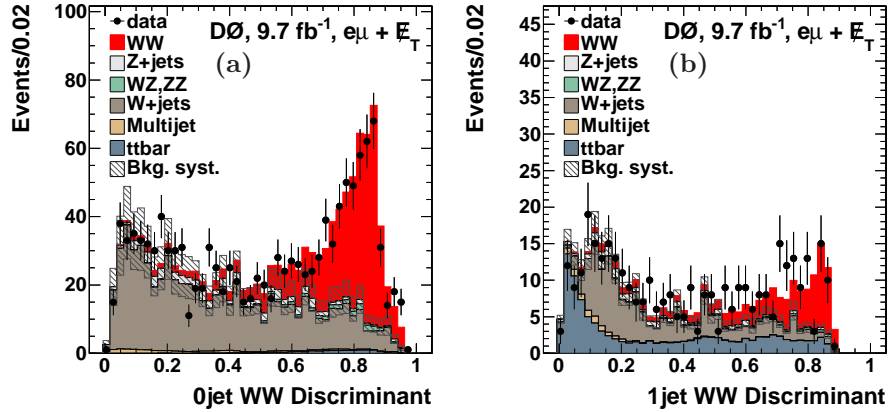 Events/0.02
100
80
60
40
20
0
data
WW
Z+jets
WZ,ZZ
W+jets
Multijet
ttbar
Bkg. syst.
DØ, 9.7 fb-1, eμ + E̸T
(a)
0 0.2 0.4 0.6 0.8 1
0jet WW Discriminant
Events/0.02
45
40
35
30
25
20
15
10
5
0
data
WW
Z+jets
WZ,ZZ
W+jets
Multijet
ttbar
Bkg. syst.
DØ, 9.7 fb-1, eμ + E̸T
(b)
0 0.2 0.4 0.6 0.8 1
1jet WW Discriminant